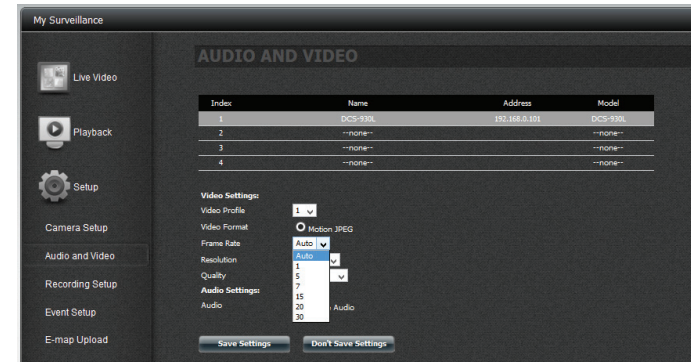 My Surveillance
Live Video
Playback
Setup
Camera Setup
Audio and Video
Recording Setup
Event Setup
E-map Upload
AUDIO AND VIDEO
Index Name Address Model
1 DCS-930L 192.168.0.101 DCS-930L
2 --none-- --none--
3 --none-- --none--
4 --none-- --none--
Video Settings:
Video Profile 1
Video Format Motion JPEG
Frame Rate Auto
Auto
1
5
7
15
20
30
Resolution
Quality
Audio Settings:
Audio Audio
Save Settings Don't Save Settings